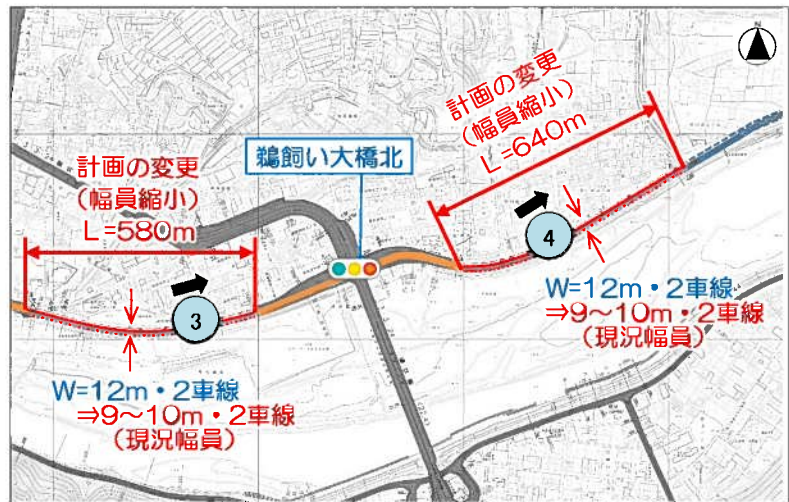 N
計画の変更
(幅員縮小)
L=640m
鵜飼い大橋北
計画の変更
(幅員縮小)
L=580m
4
3
W=12m・2車線
⇒9~10m・2車線
(現況幅員)
W=12m・2車線
⇒9~10m・2車線
(現況幅員)